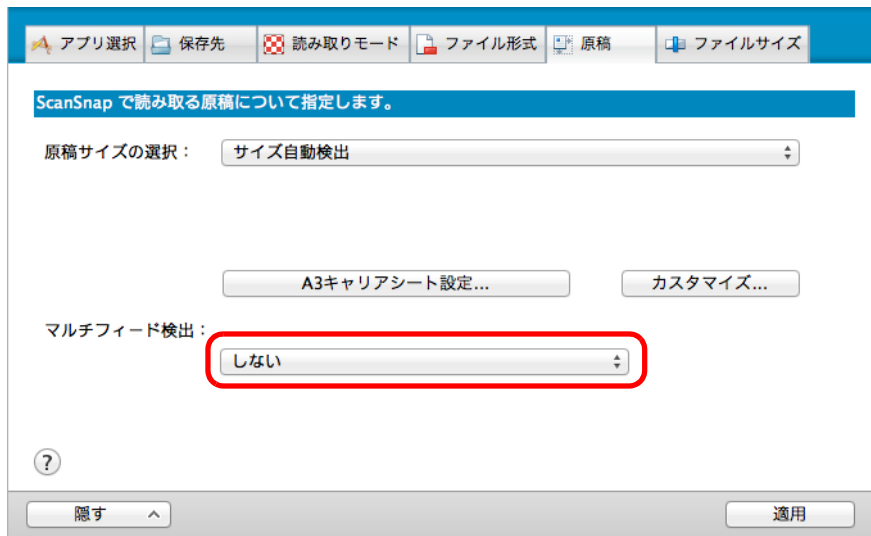 アプリ選択 保存先 読み取りモード ファイル形式 原稿 ファイルサイズ
ScanSnap で読み取る原稿について指定します。
原稿サイズの選択： サイズ自動検出
A3キャリアシート設定... カスタマイズ...
マルチフィード検出：
しない
?
隠す 適用